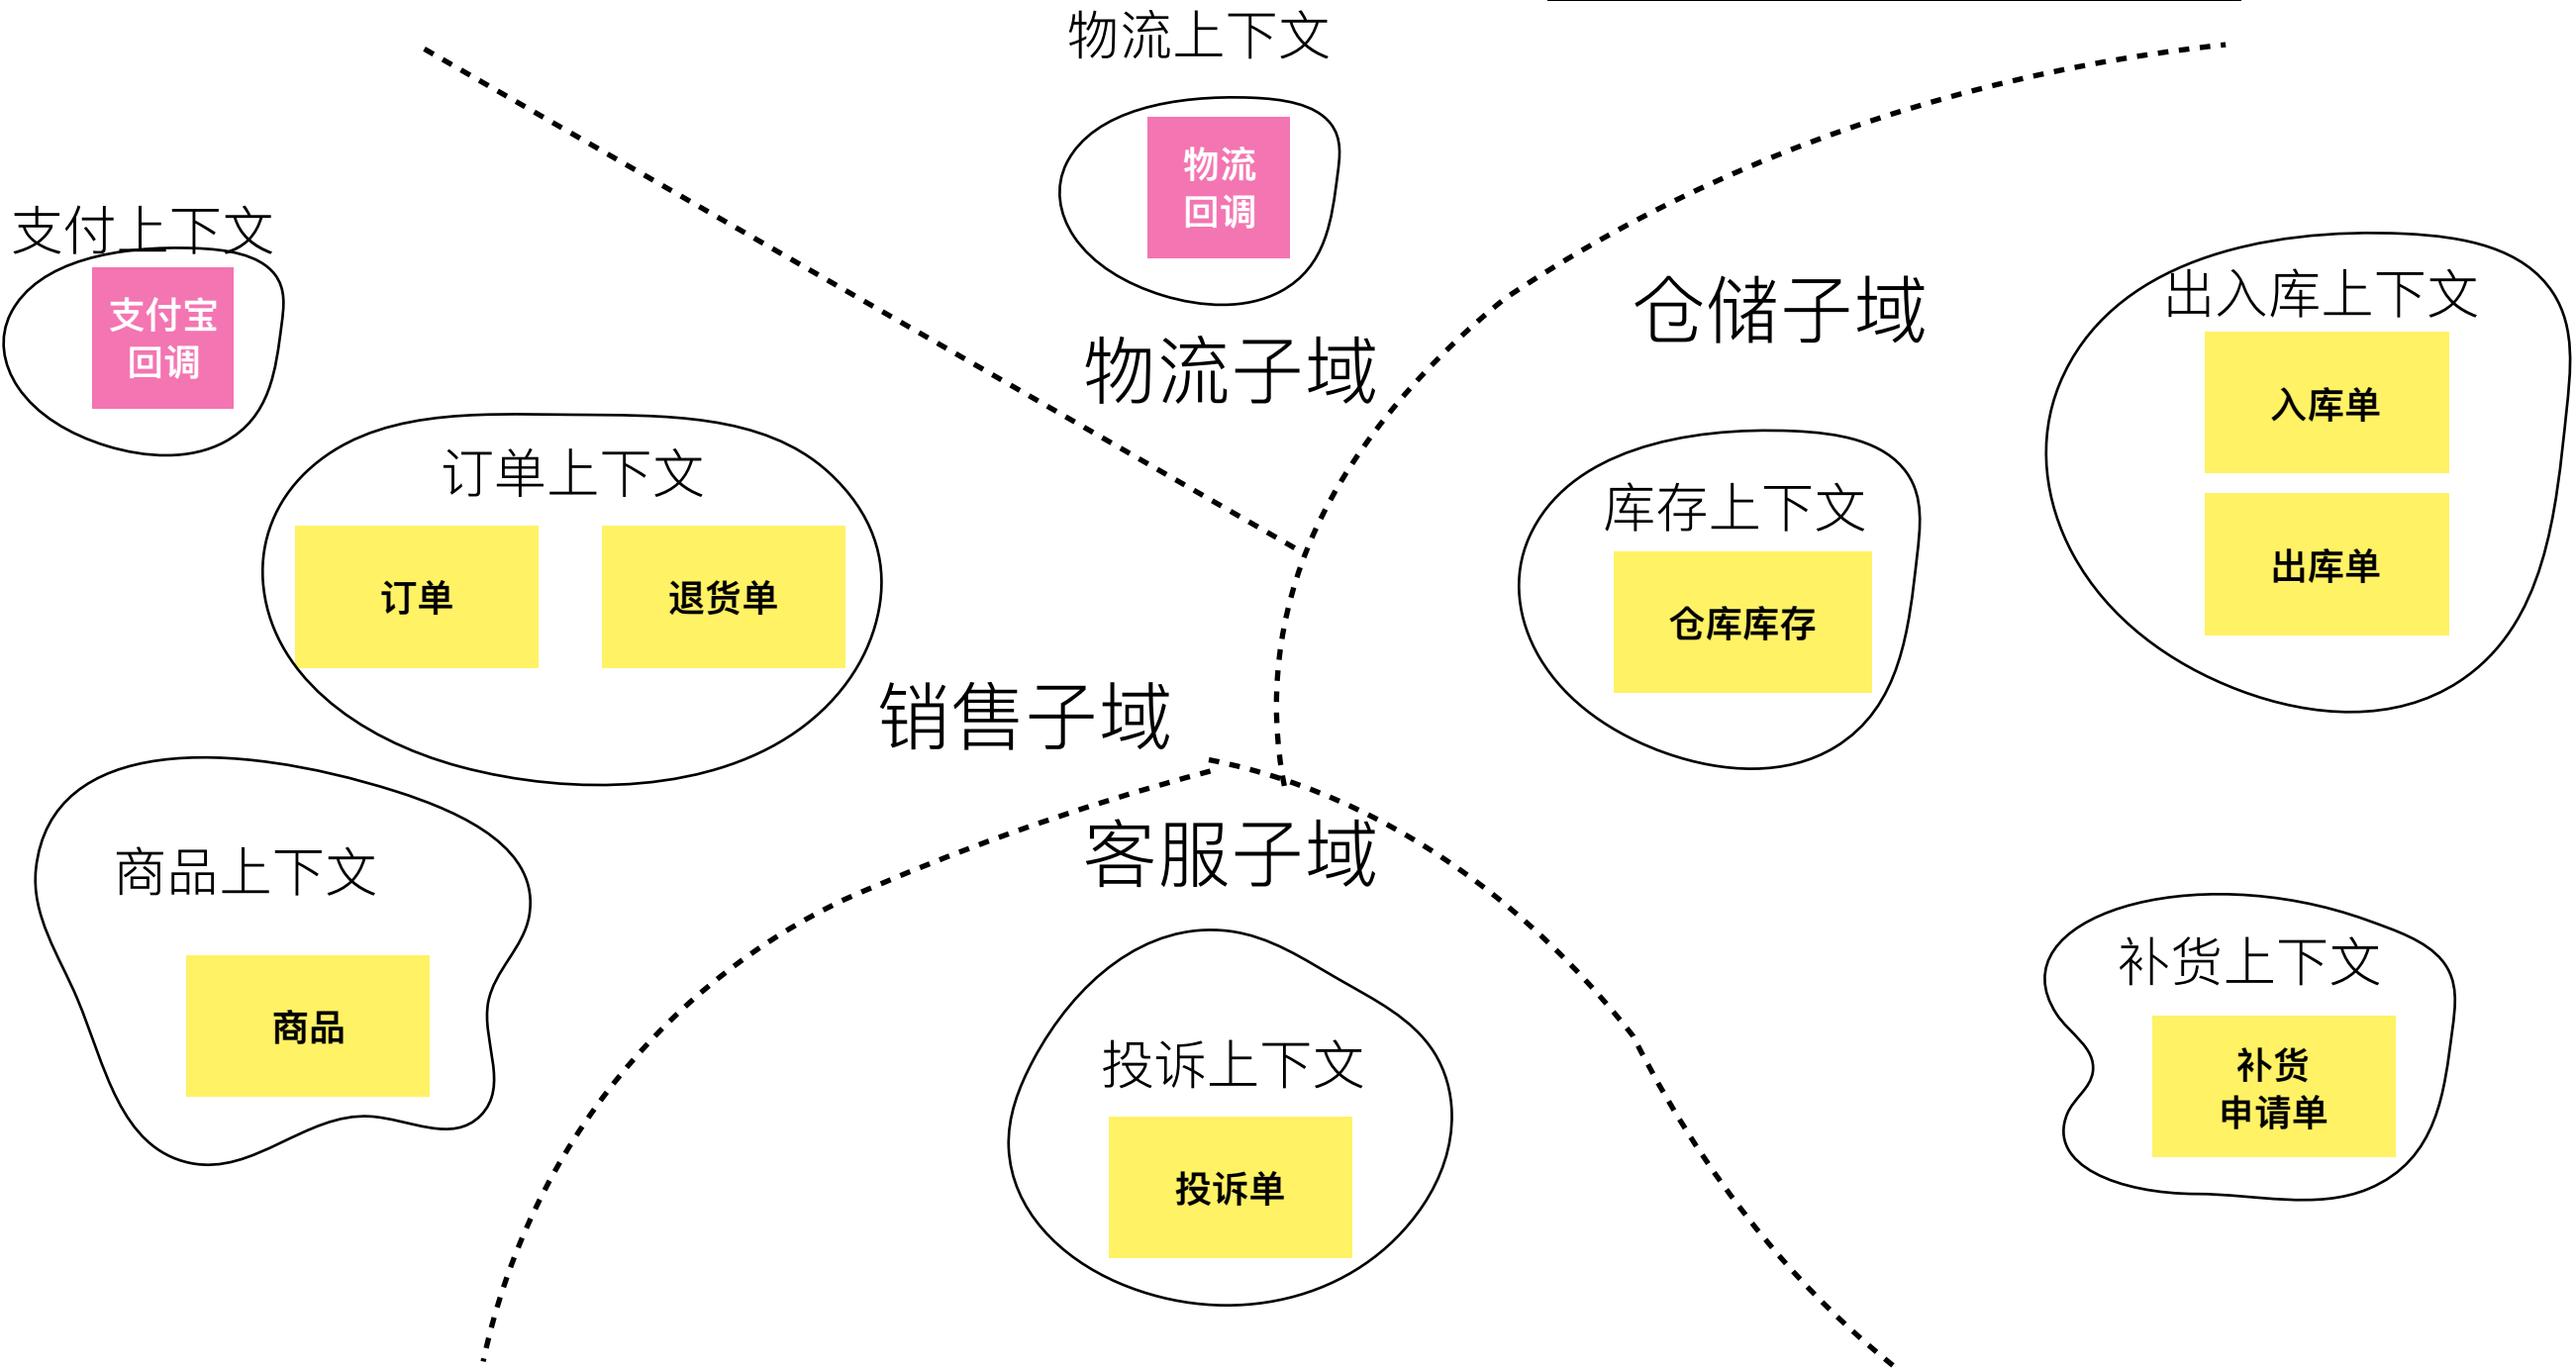 物流上下文
物流
回调
物流子域
支付上下文
支付宝
回调
订单上下文
订单
退货单
销售子域
商品上下文
商品
仓储子域
出入库上下文
入库单
出库单
库存上下文
仓库库存
补货上下文
补货
申请单
客服子域
投诉上下文
投诉单